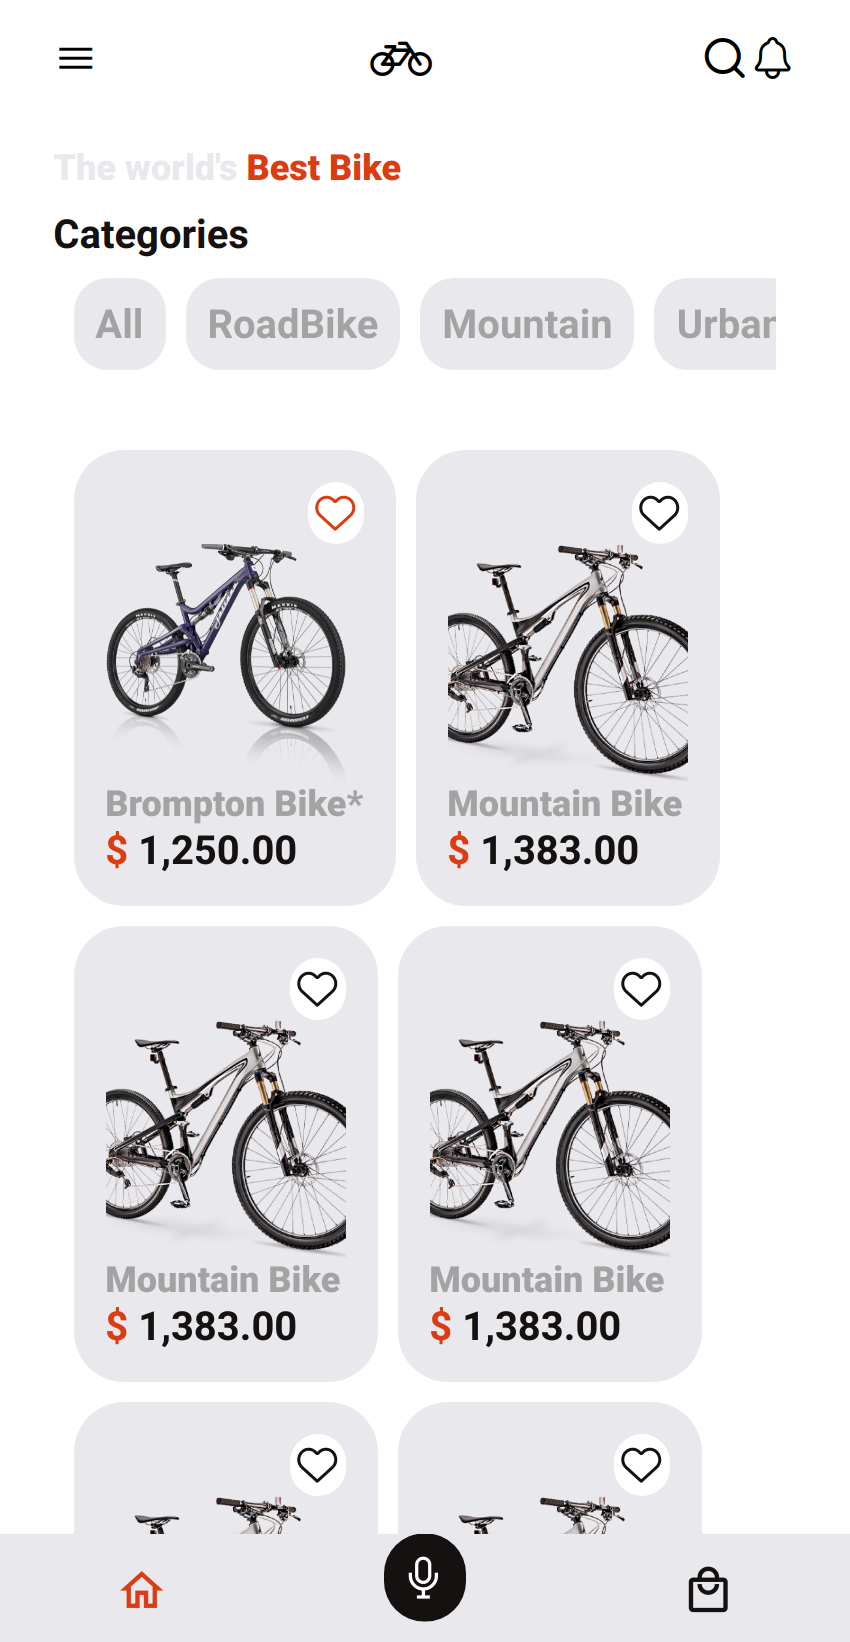 The world's Best Bike
Categories
All RoadBike Mountain Urban
Brompton Bike* Mountain Bike
$ 1,250.00 $ 1,383.00
Mountain Bike Mountain Bike
$ 1,383.00 $ 1,383.00